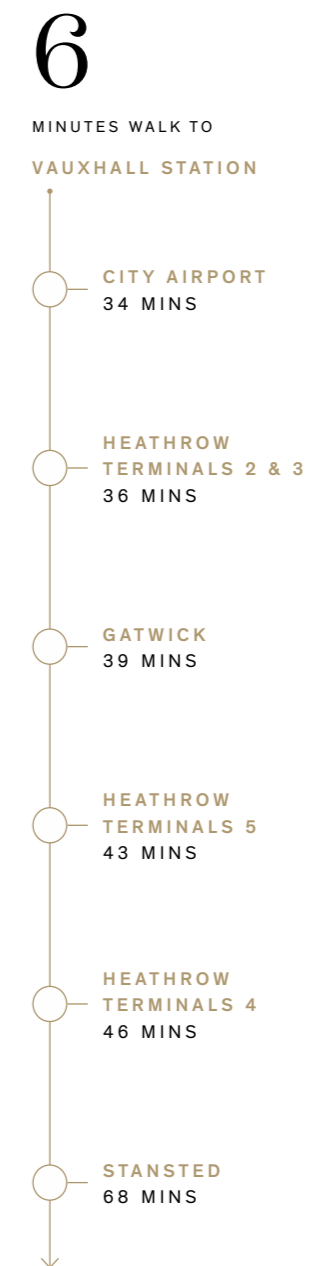 6
MINUTES WALK TO
VAUXHALL STATION
CITY AIRPORT
34 MINS
HEATHROW
TERMINALS 2 & 3
36 MINS
GATWICK
39 MINS
HEATHROW
TERMINALS 5
43 MINS
HEATHROW
TERMINALS 4
46 MINS
STANSTED
68 MINS